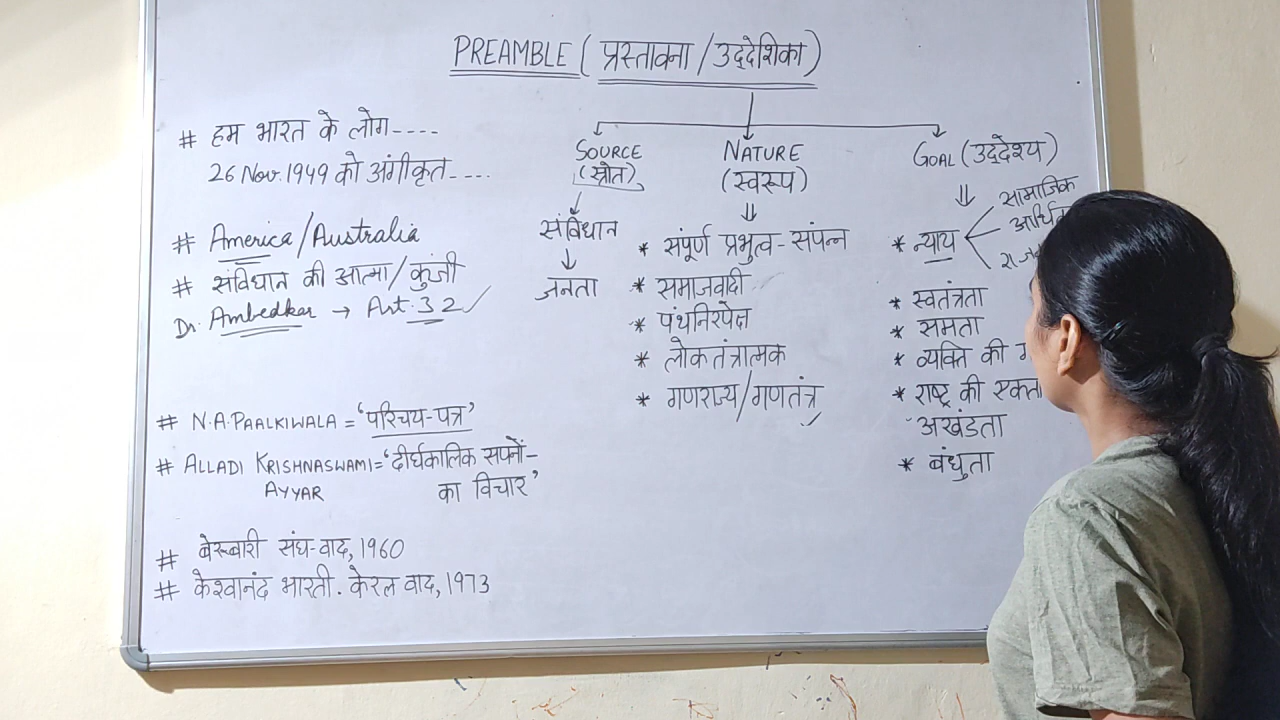 PREAMBLE (प्रस्तावना/उद्देशिका)
# हम भारत के लोग----
26 Nov. 1949 को अंगीकृत----
# America/Australia
# संविधान की आत्मा/कुंजी
Dr. Ambedkar → Art. 32 ✓
# N.A. PAALKIWALA = 'परिचय-पत्र'
# ALLADI KRISHNASWAMI = 'दीर्घकालिक सपनों-
AYYAR का विचार'
# बेरूबारी संघ-वाद, 1960
# केश्वानंद भारती. केरल वाद, 1973
SOURCE
(स्रोत)
संविधान
↓
जनता
NATURE
(स्वरूप)
⇓
* संपूर्ण प्रभुत्व-संपन्न
* समाजवादी
* पंथनिरपेक्ष
* लोकतंत्रात्मक
* गणराज्य/गणतंत्र
GOAL (उद्देश्य)
⇓
सामाजिक
* न्याय
* स्वतंत्रता
* समता
* व्यक्ति की
* राष्ट्र की
अखंडता
* बंधुता